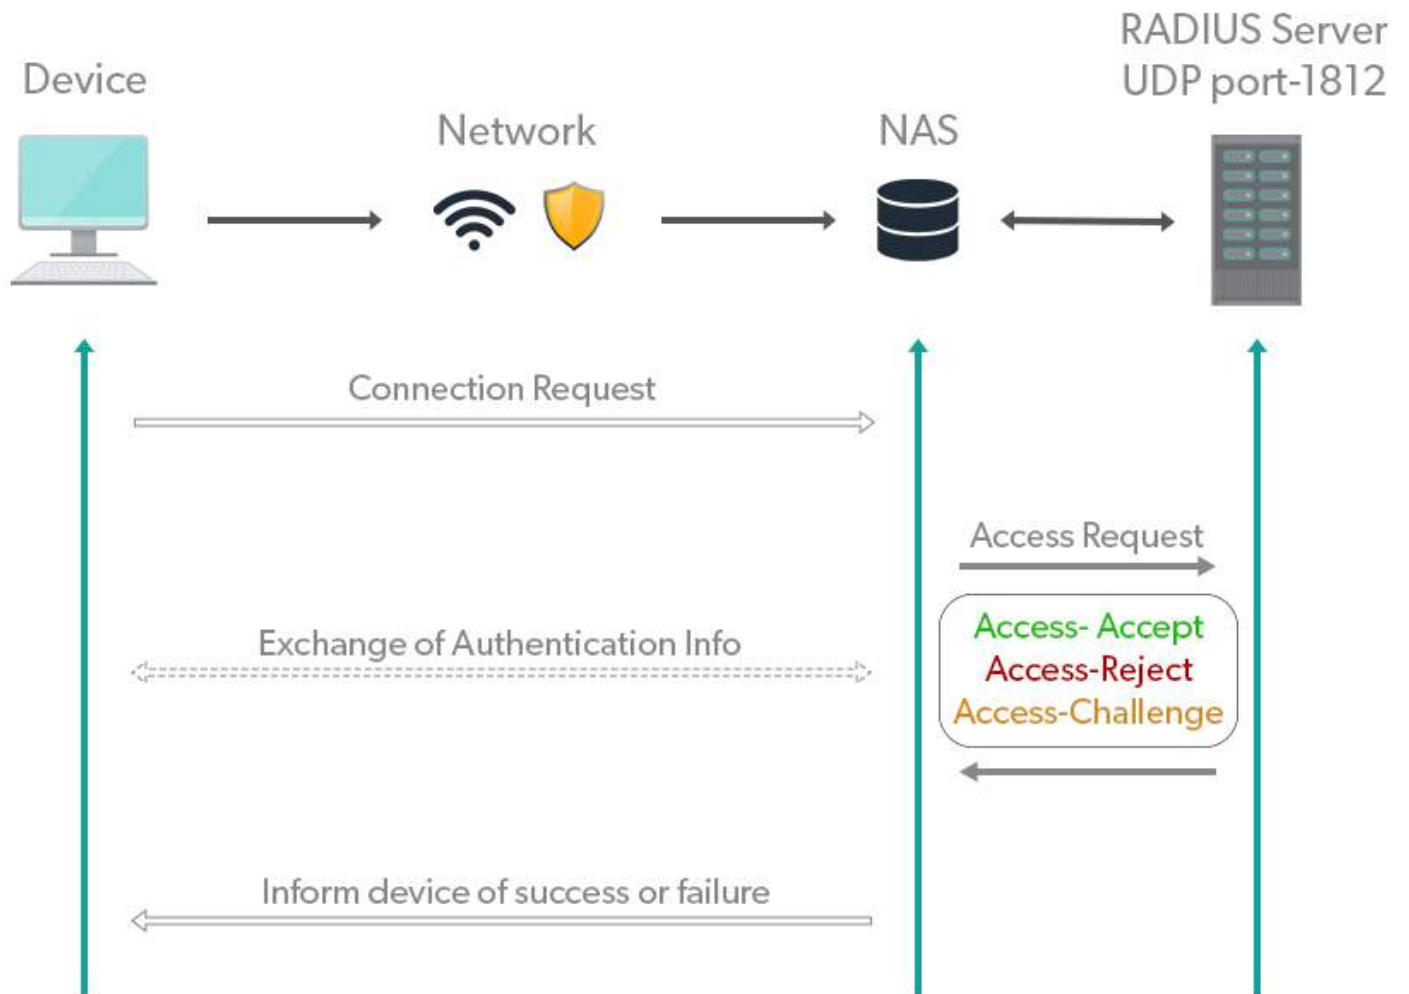 RADIUS Server
UDP port-1812
Device
Network
NAS
Connection Request
Access Request
Access- Accept
Exchange of Authentication Info
Access-Reject
Access-Challenge
Inform device of success or failure